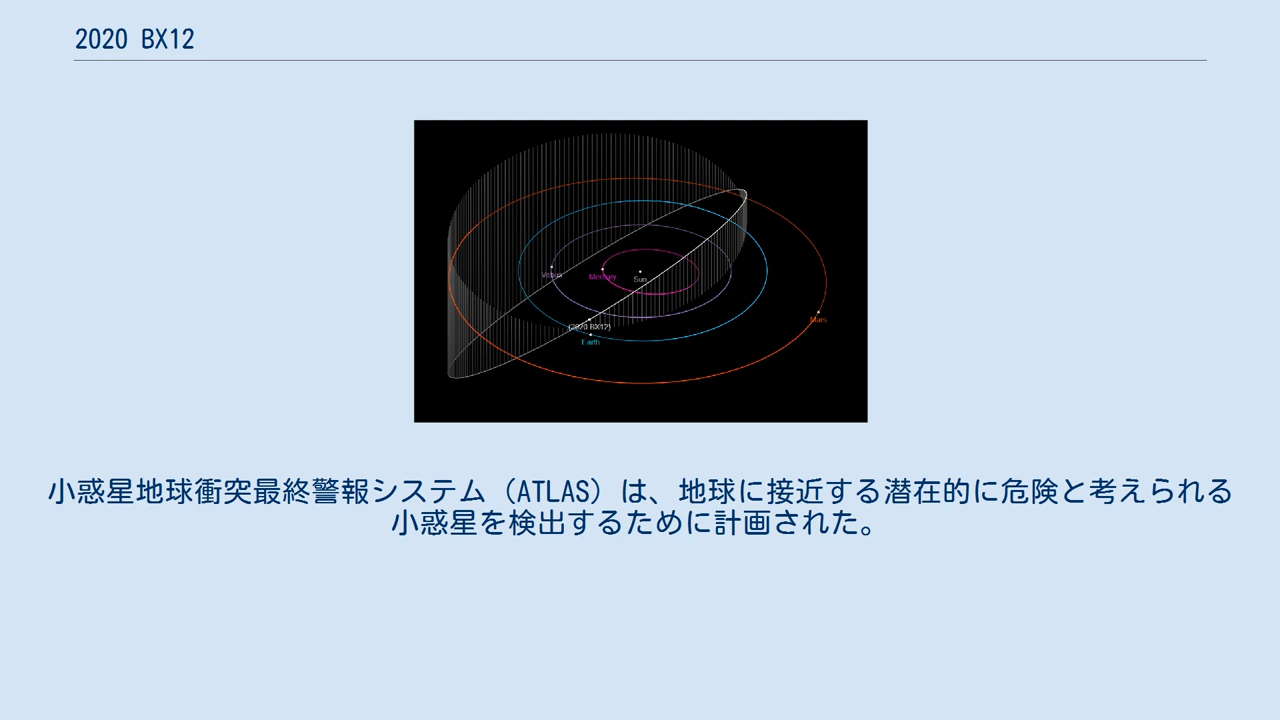 2020 BX12
Venus
Mercury
Sun
(2020 BX12)
Earth
Mars
小惑星地球衝突最終警報システム（ATLAS）は、地球に接近する潜在的に危険と考えられる
小惑星を検出するために計画された。